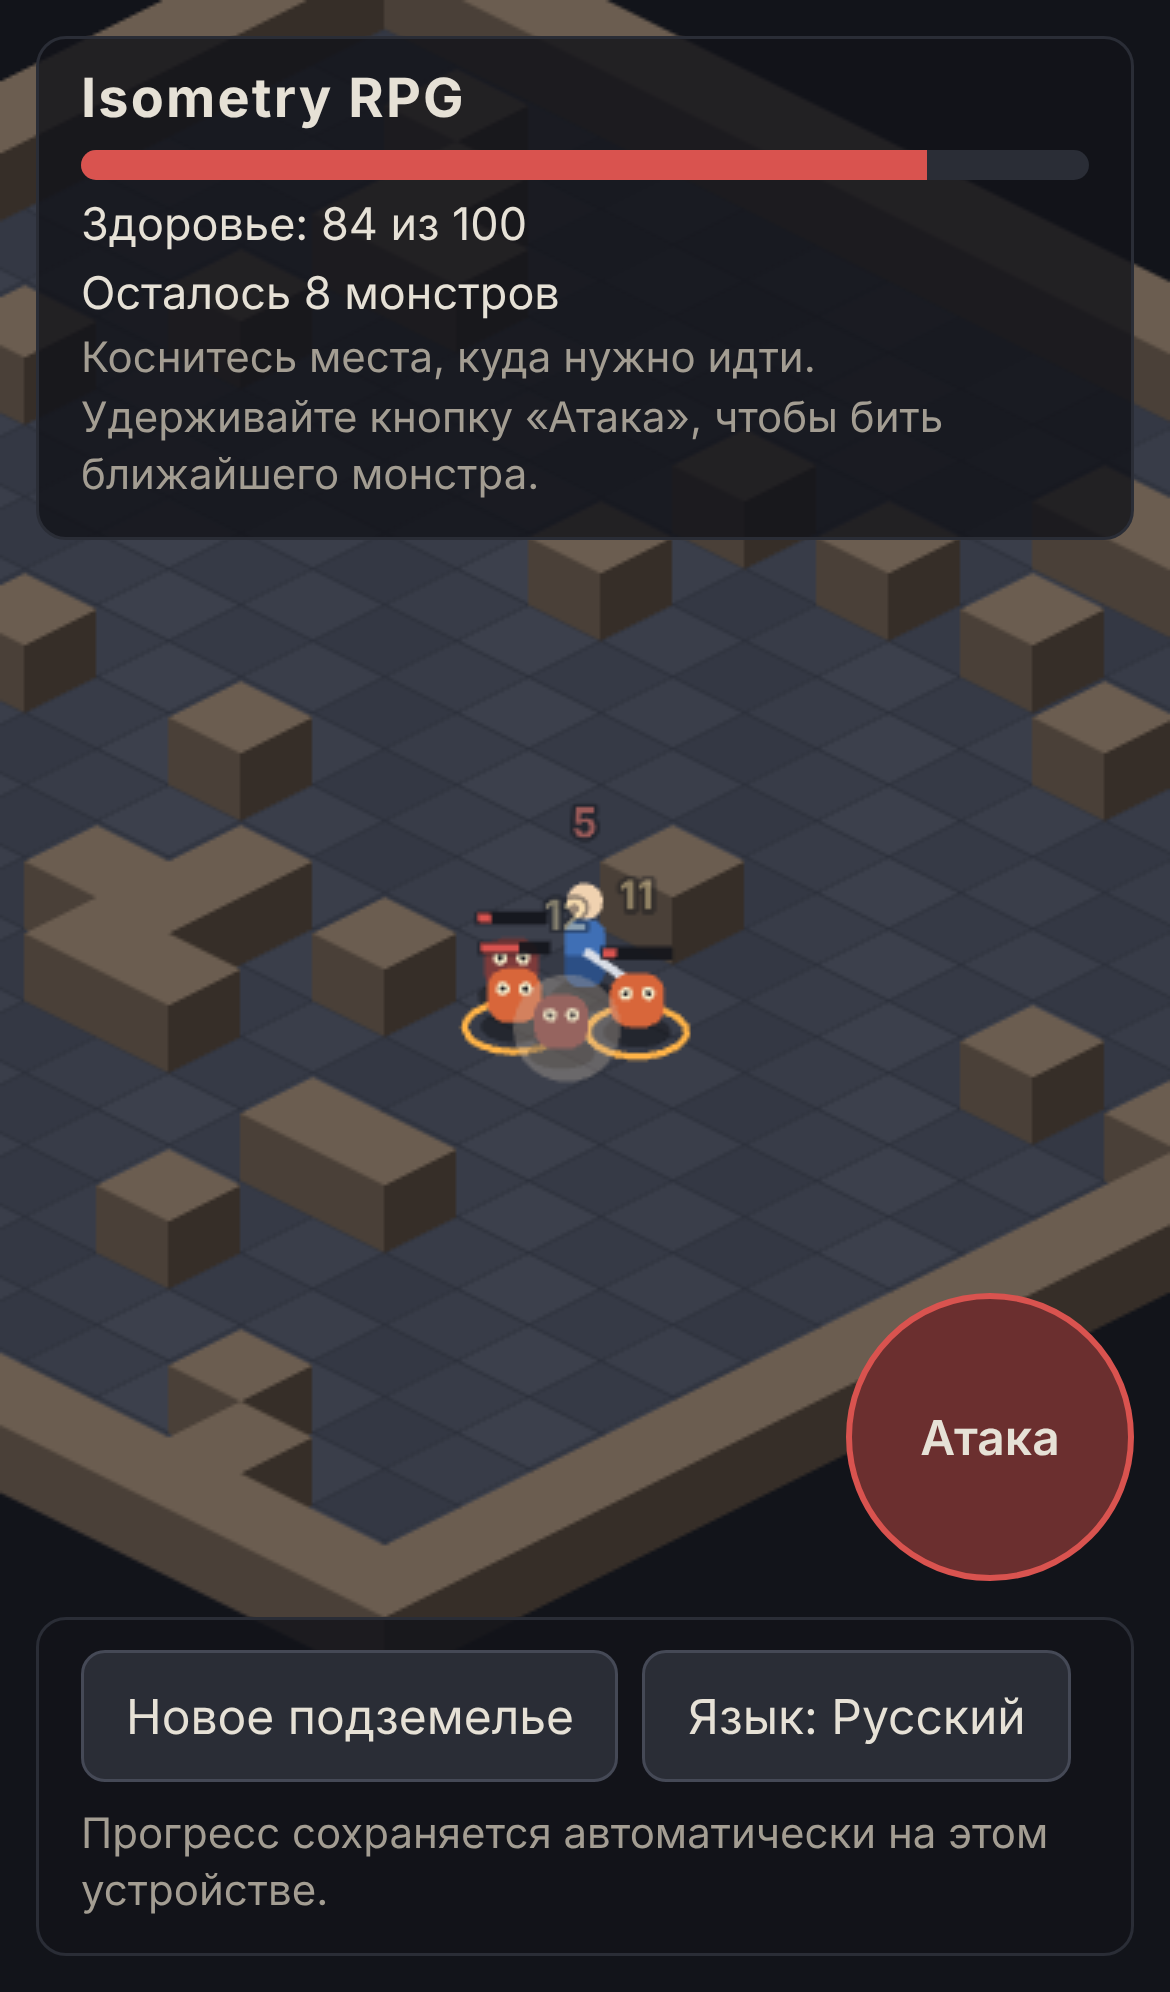 Isometry RPG
Здоровье: 84 из 100
Осталось 8 монстров
Коснитесь места, куда нужно идти.
Удерживайте кнопку «Атака», чтобы бить
ближайшего монстра.
5
11
12
Атака
Новое подземелье
Язык: Русский
Прогресс сохраняется автоматически на этом
устройстве.